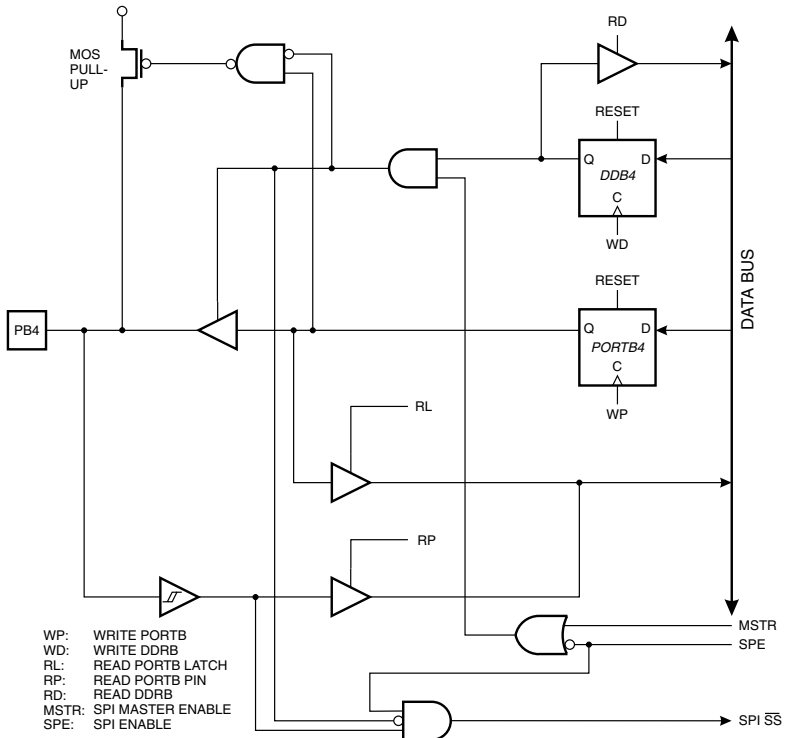 RD
MOS
PULL-
UP
RESET
Q D
DDB4
C
WD
RESET
PB4
Q D
PORTB4
C
WP
DATA BUS
RL
RP
WP: WRITE PORTB
WD: WRITE DDRB
RL: READ PORTB LATCH
RP: READ PORTB PIN
RD: READ DDRB
MSTR: SPI MASTER ENABLE
SPE: SPI ENABLE
MSTR
SPE
SPI SS